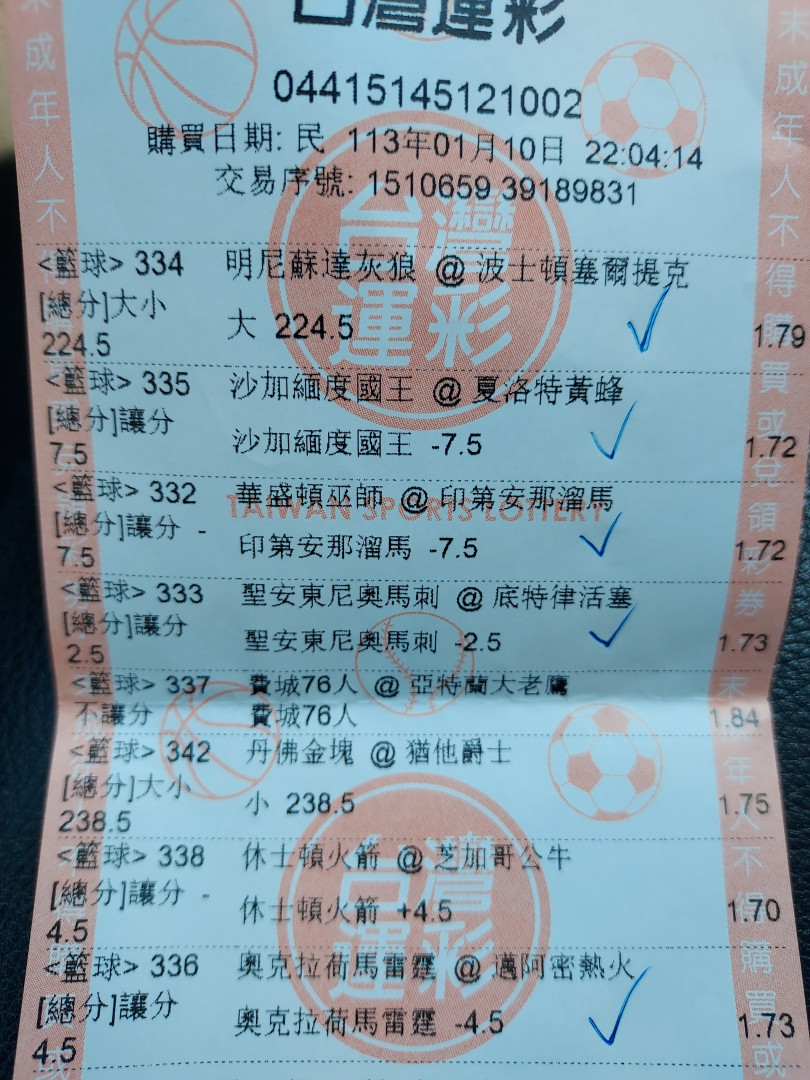 台灣運彩
04415145121002
購買日期: 民 113年01月10日 22:04:14
交易序號: 1510659 39189831
<籃球> 334 明尼蘇達灰狼 @ 波士頓塞爾提克
[總分]大小
224.5 大 224.5 1.79
<籃球> 335 沙加緬度國王 @ 夏洛特黃蜂
[總分]讓分
7.5 沙加緬度國王 -7.5 1.72
<籃球> 332 華盛頓巫師 @ 印第安那溜馬
TAIWAN SPORTS LOTTERY
[總分]讓分 -
7.5 印第安那溜馬 -7.5 1.72
<籃球> 333 聖安東尼奧馬刺 @ 底特律活塞
[總分]讓分
2.5 聖安東尼奧馬刺 -2.5 1.73
<籃球> 337 費城76人 @ 亞特蘭大老鷹
不讓分 費城76人 1.84
<籃球> 342 丹佛金塊 @ 猶他爵士
[總分]大小
238.5 小 238.5 1.75
<籃球> 338 休士頓火箭 @ 芝加哥公牛
[總分]讓分 -
4.5 休士頓火箭 +4.5 1.70
<籃球> 336 奧克拉荷馬雷霆 @ 邁阿密熱火
[總分]讓分
4.5 奧克拉荷馬雷霆 -4.5 1.73
台灣運彩
台灣運彩
未成年人不得
未成年人不得購買或兌領彩券
未 年人不得購買或